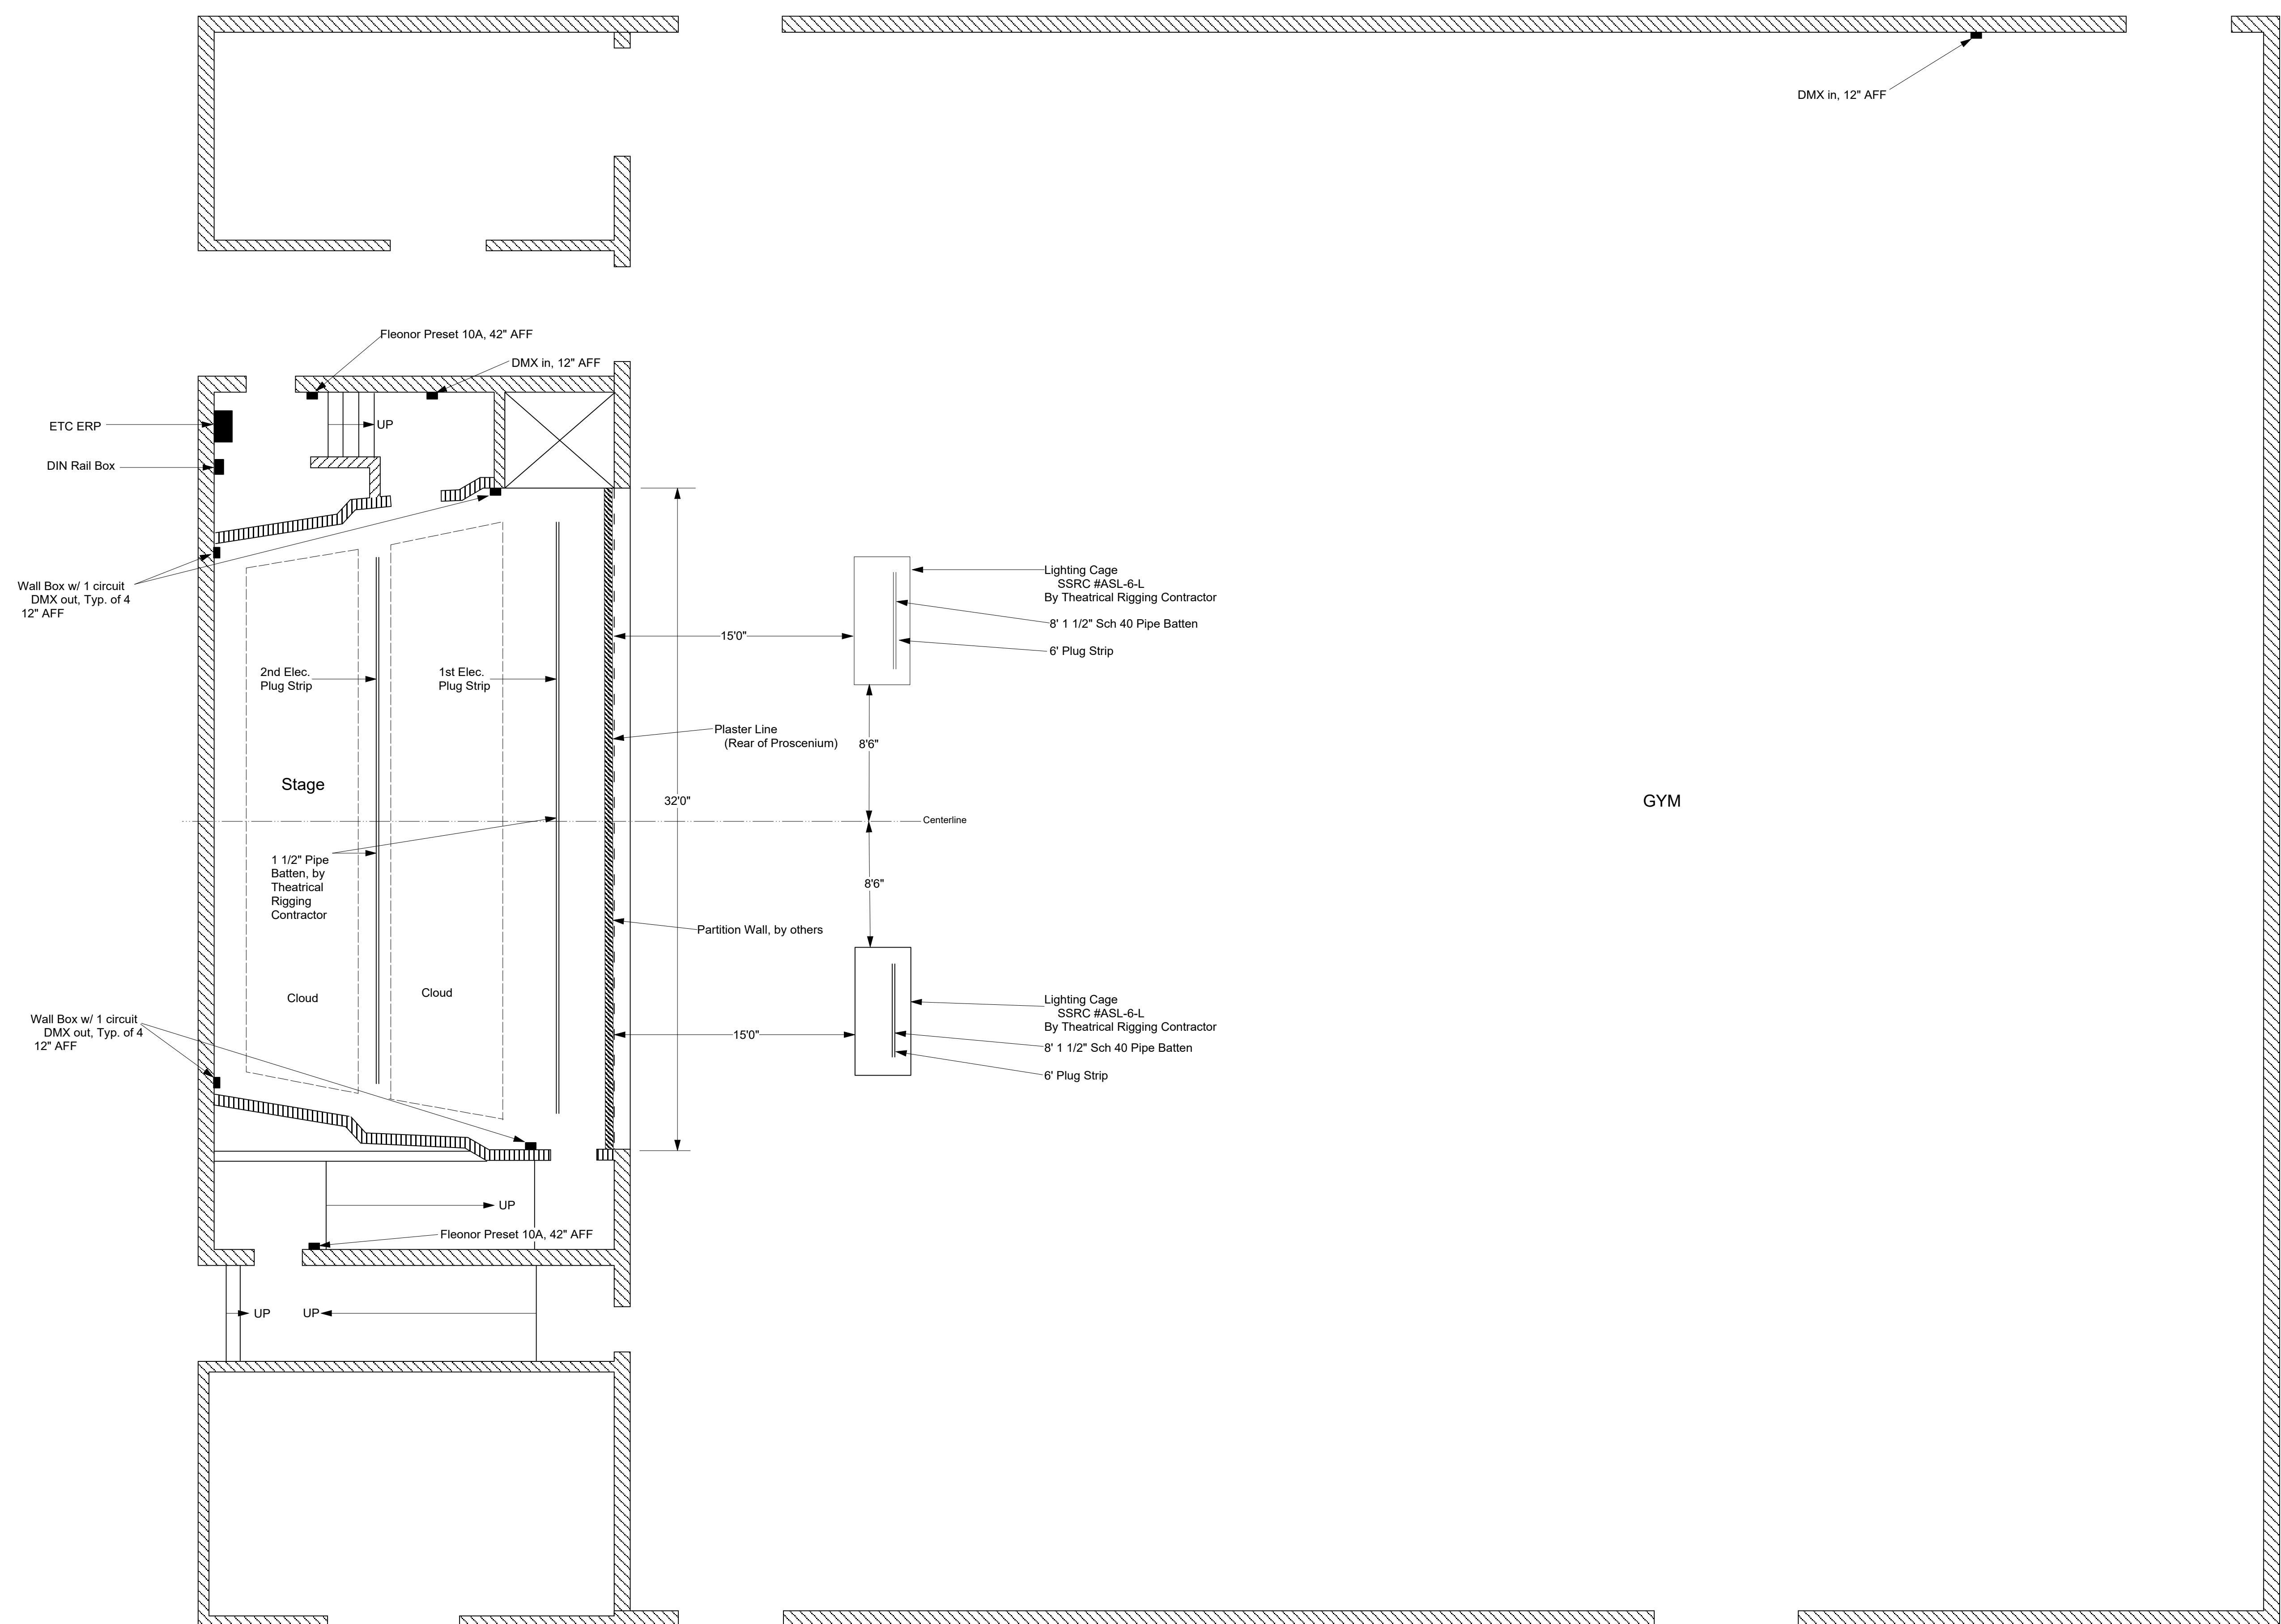 DMX in, 12" AFF
Fleonor Preset 10A, 42" AFF
DMX in, 12" AFF
ETC ERP
UP
DIN Rail Box
Wall Box w/ 1 circuit
DMX out, Typ. of 4
12" AFF
Lighting Cage
SSRC #ASL-6-L
By Theatrical Rigging Contractor
8' 1 1/2" Sch 40 Pipe Batten
15'0"
6' Plug Strip
2nd Elec.
Plug Strip
1st Elec.
Plug Strip
Plaster Line
(Rear of Proscenium)
8'6"
Stage
32'0"
GYM
Centerline
1 1/2" Pipe
Batten, by
Theatrical
Rigging
Contractor
8'6"
Partition Wall, by others
Cloud
Cloud
Lighting Cage
SSRC #ASL-6-L
By Theatrical Rigging Contractor
8' 1 1/2" Sch 40 Pipe Batten
6' Plug Strip
15'0"
Wall Box w/ 1 circuit
DMX out, Typ. of 4
12" AFF
UP
Fleonor Preset 10A, 42" AFF
UP
UP